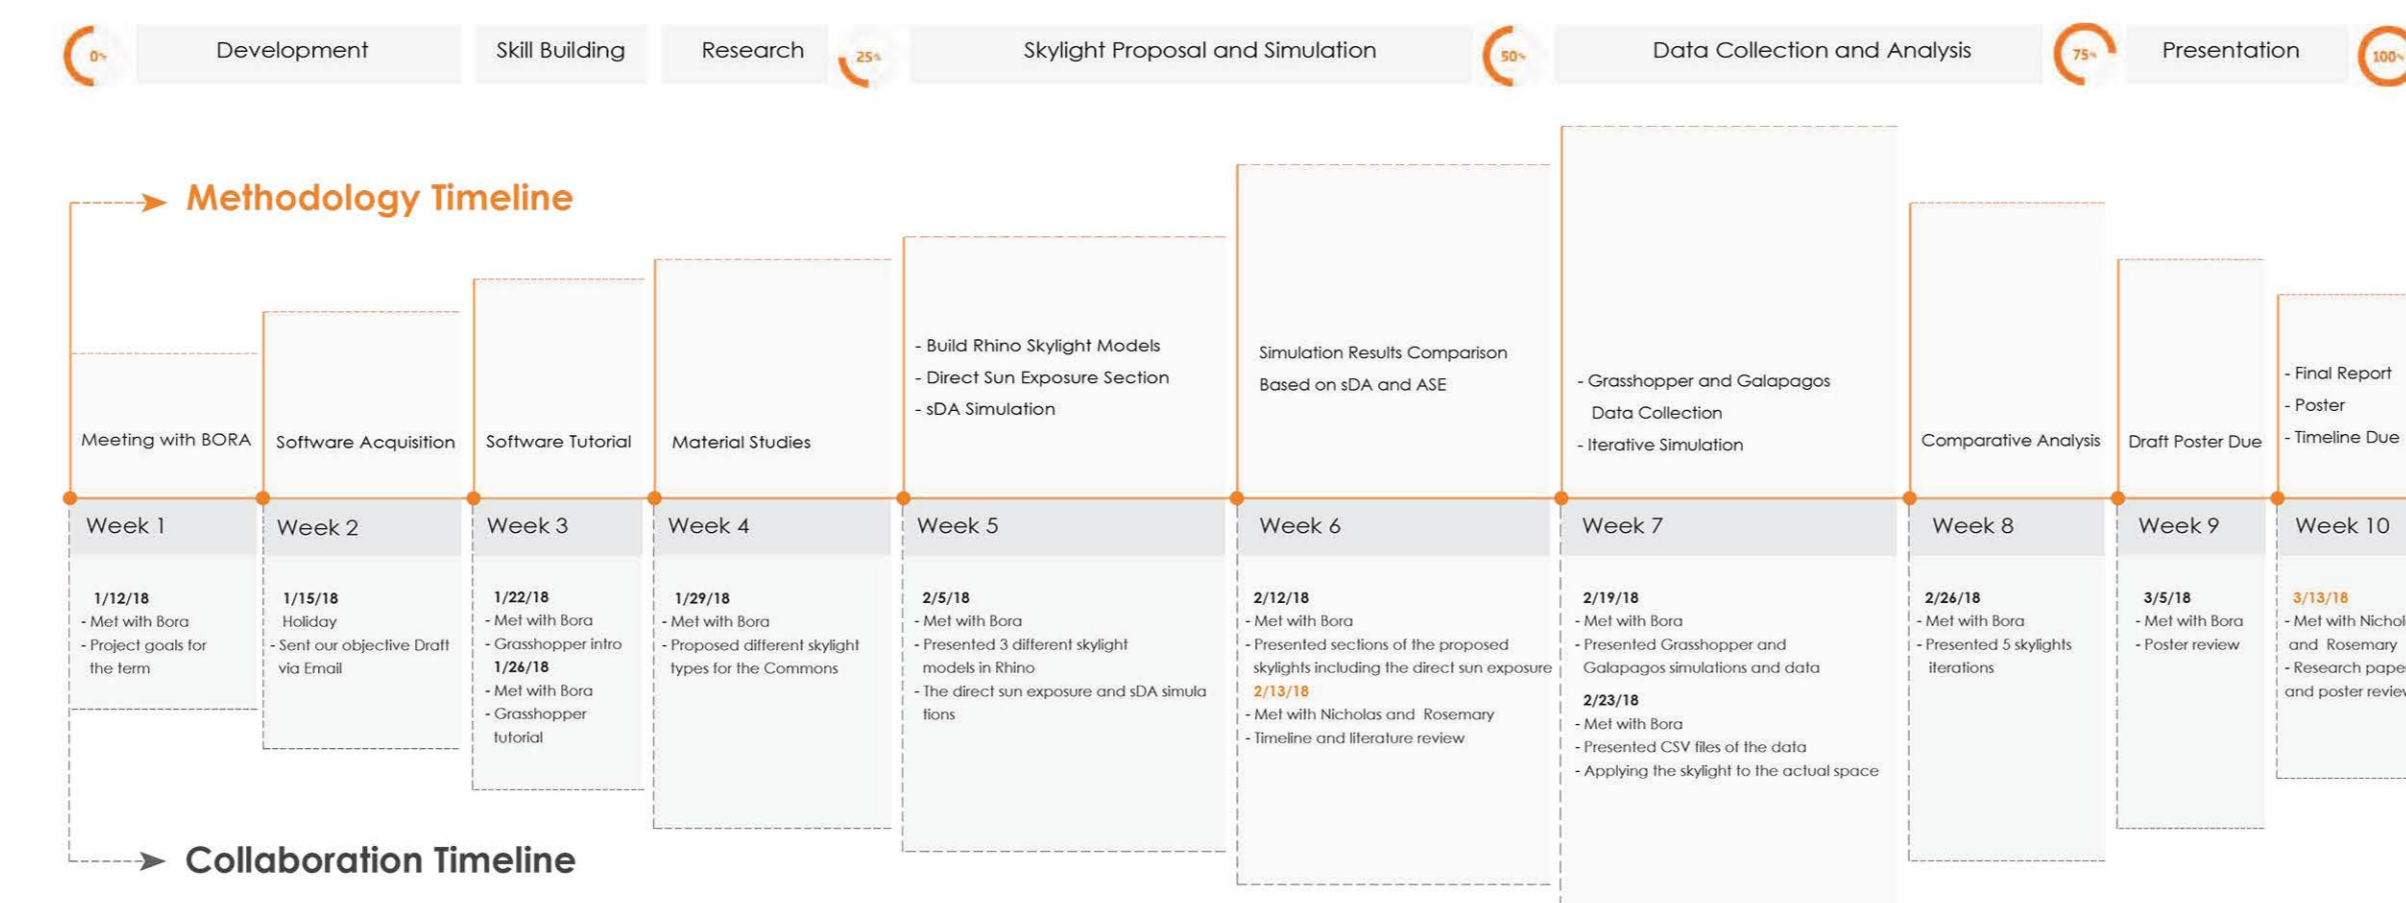 0%
Development
Skill Building
Research
25%
Skylight Proposal and Simulation
50%
Data Collection and Analysis
75%
Presentation
100%
Methodology Timeline
Meeting with BORA
Software Acquisition
Software Tutorial
Material Studies
- Build Rhino Skylight Models
- Direct Sun Exposure Section
- sDA Simulation
Simulation Results Comparison
Based on sDA and ASE
- Grasshopper and Galapagos
Data Collection
- Iterative Simulation
Comparative Analysis
Draft Poster Due
- Final Report
- Poster
- Timeline Due
Week 1
Week 2
Week 3
Week 4
Week 5
Week 6
Week 7
Week 8
Week 9
Week 10
1/12/18
- Met with Bora
- Project goals for
the term
1/15/18
Holiday
- Sent our objective Draft
via Email
1/22/18
- Met with Bora
- Grasshopper intro
1/26/18
- Met with Bora
- Grasshopper
tutorial
1/29/18
- Met with Bora
- Proposed different skylight
types for the Commons
2/5/18
- Met with Bora
- Presented 3 different skylight
models in Rhino
- The direct sun exposure and sDA simula
tions
2/12/18
- Met with Bora
- Presented sections of the proposed
skylights including the direct sun exposure
2/13/18
- Met with Nicholas and Rosemary
- Timeline and literature review
2/19/18
- Met with Bora
- Presented Grasshopper and
Galapagos simulations and data
2/23/18
- Met with Bora
- Presented CSV files of the data
- Applying the skylight to the actual space
2/26/18
- Met with Bora
- Presented 5 skylights
iterations
3/5/18
- Met with Bora
- Poster review
3/13/18
- Met with Nichol
and Rosemary
- Research pape
and poster review
Collaboration Timeline